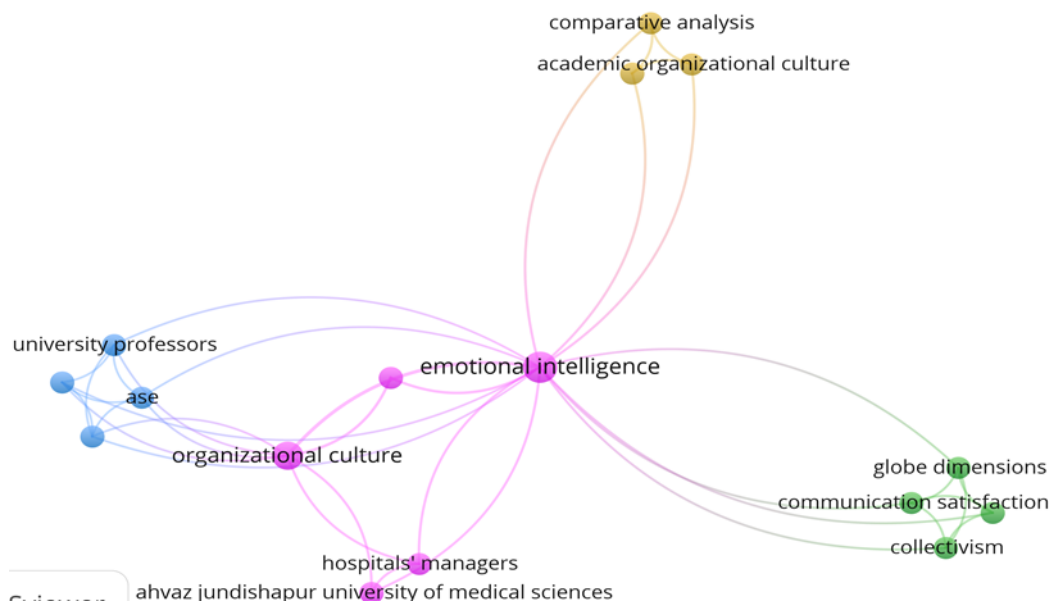 comparative analysis
academic organizational culture
university professors
emotional intelligence
ase
organizational culture
globe dimensions
communication satisfaction
collectivism
hospitals' managers
ahvaz jundishapur university of medical sciences